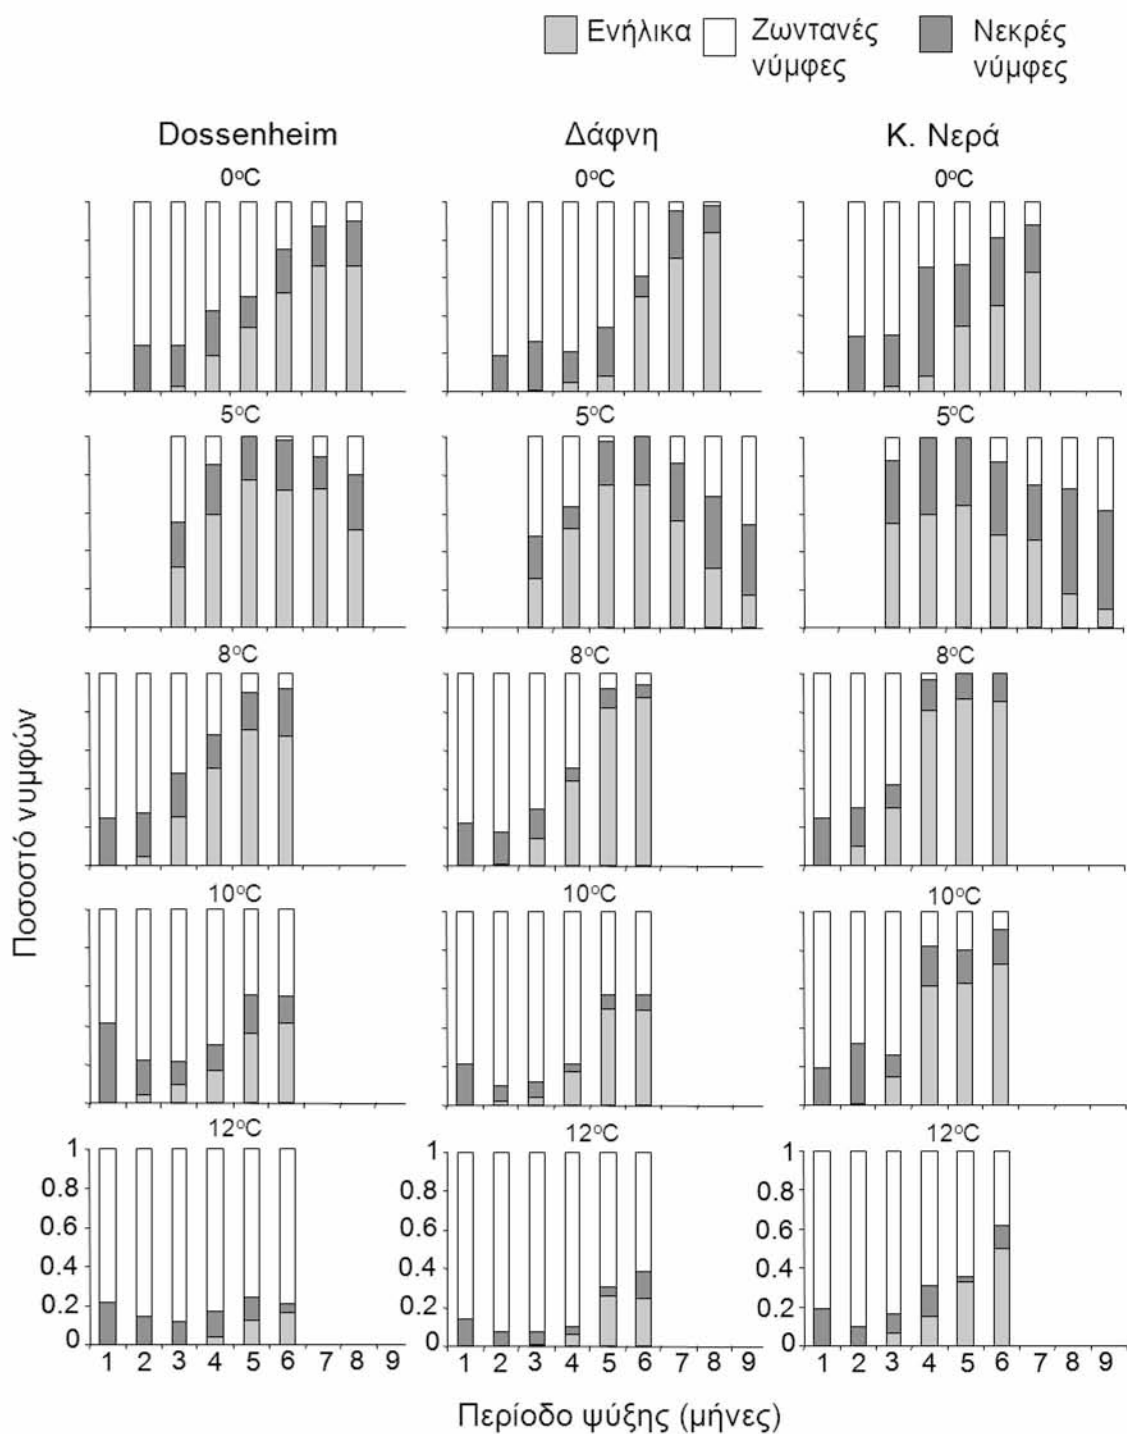 Ενήλικα Ζωντανές Νεκρές
νύμφες νύμφες
Dossenheim Δάφνη Κ. Νερά
0°C 0°C 0°C
5°C 5°C 5°C
8°C 8°C 8°C
Ποσοστό νυμφών
10°C 10°C 10°C
12°C 12°C 12°C
1 1 1
0.8 0.8 0.8
0.6 0.6 0.6
0.4 0.4 0.4
0.2 0.2 0.2
0 0 0
1 2 3 4 5 6 7 8 9 1 2 3 4 5 6 7 8 9 1 2 3 4 5 6 7 8 9
Περίοδο ψύξης (μήνες)